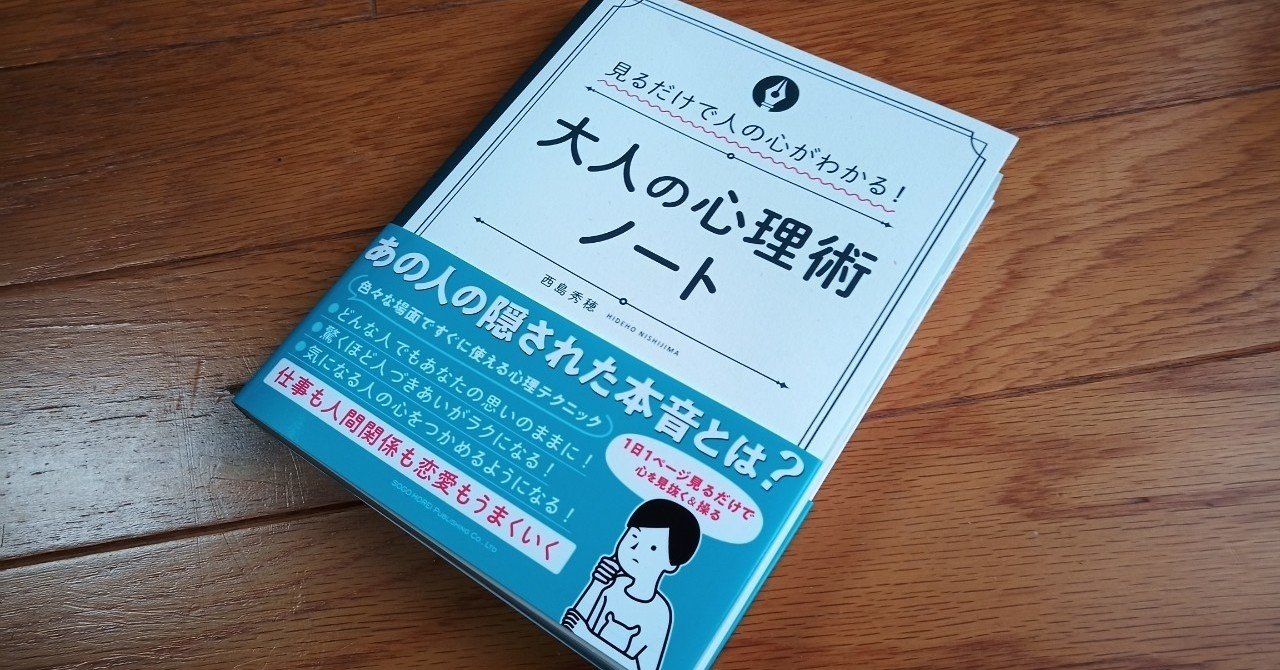 見るだけで人の心がわかる！
大人の心理術
ノート
西島秀穂 HIDEHO NISHIJIMA
あの人の隠された本音とは？
色々な場面ですぐに使える心理テクニック
●どんな人でもあなたの思いのままに！
●驚くほど人づきあいがラクになる！
●気になる人の心をつかめるようになる！
仕事も人間関係も恋愛もうまくいく
1日1ページ見るだけで
心を見抜く&操る
SOGO HOREI PUBLISHING CO., LTD